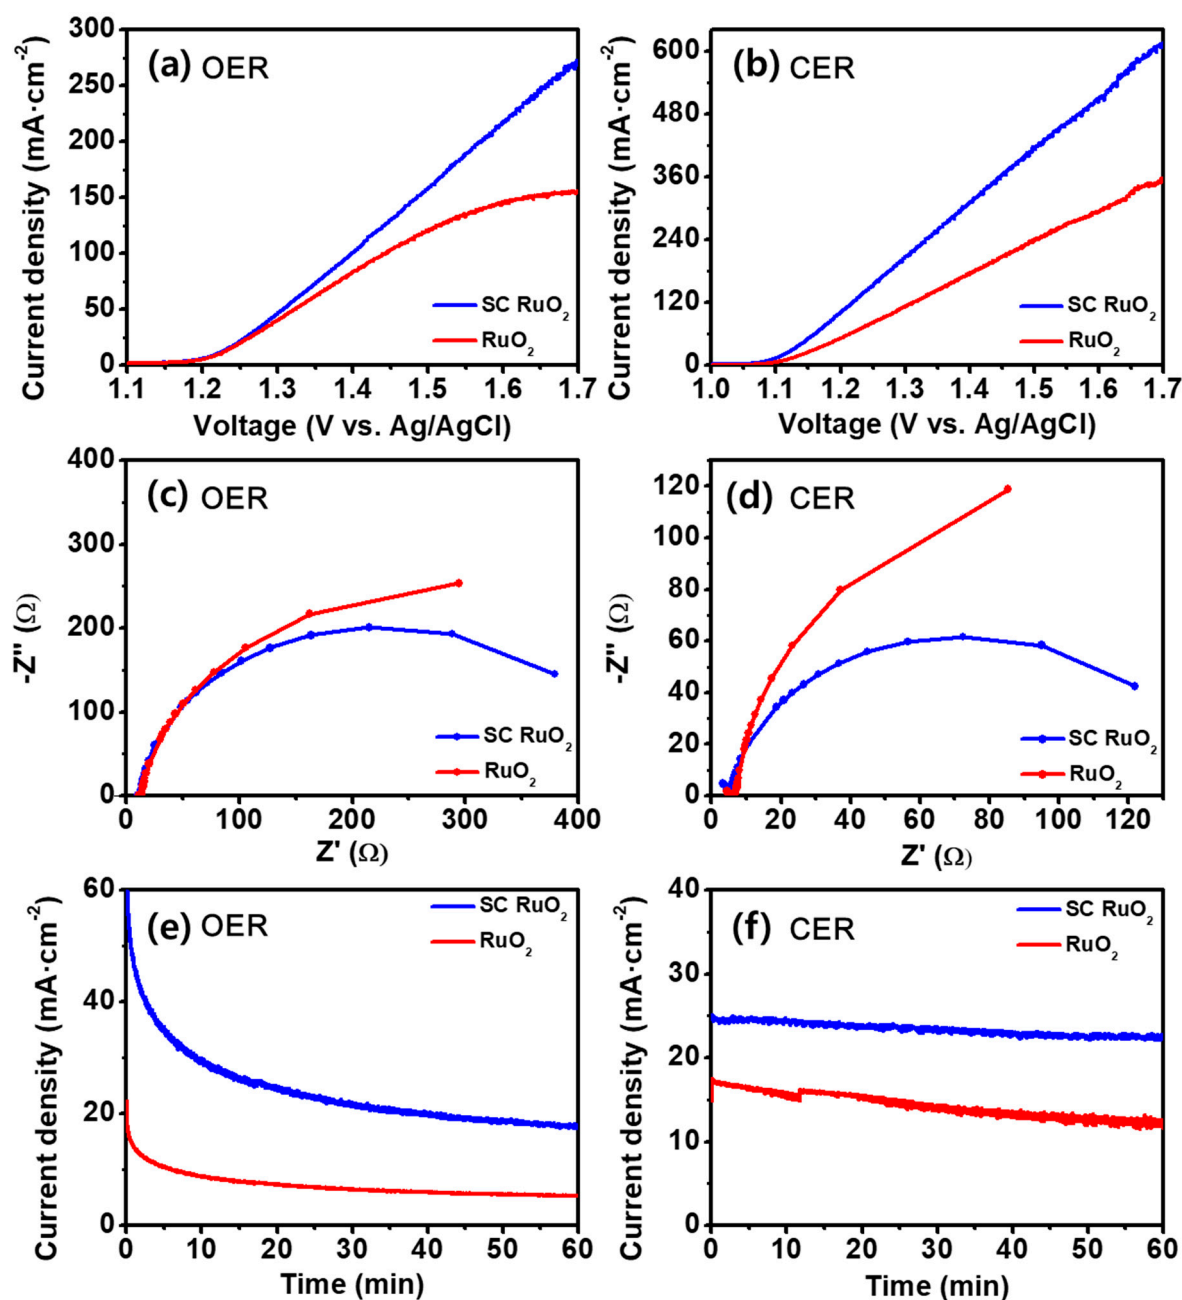 (a) OER
Current density (mA·cm⁻²)
300
250
200
150
100
50
0
SC RuO₂
RuO₂
1.1 1.2 1.3 1.4 1.5 1.6 1.7
Voltage (V vs. Ag/AgCl)
(b) CER
Current density (mA·cm⁻²)
600
480
360
240
120
0
SC RuO₂
RuO₂
1.0 1.1 1.2 1.3 1.4 1.5 1.6 1.7
Voltage (V vs. Ag/AgCl)
(c) OER
-Z" (Ω)
400
300
200
100
0
SC RuO₂
RuO₂
0 100 200 300 400
Z' (Ω)
(d) CER
-Z" (Ω)
120
100
80
60
40
20
0
SC RuO₂
RuO₂
0 20 40 60 80 100 120
Z' (Ω)
(e) OER
Current density (mA·cm⁻²)
60
40
20
0
SC RuO₂
RuO₂
0 10 20 30 40 50 60
Time (min)
(f) CER
Current density (mA·cm⁻²)
40
30
20
10
0
SC RuO₂
RuO₂
0 10 20 30 40 50 60
Time (min)